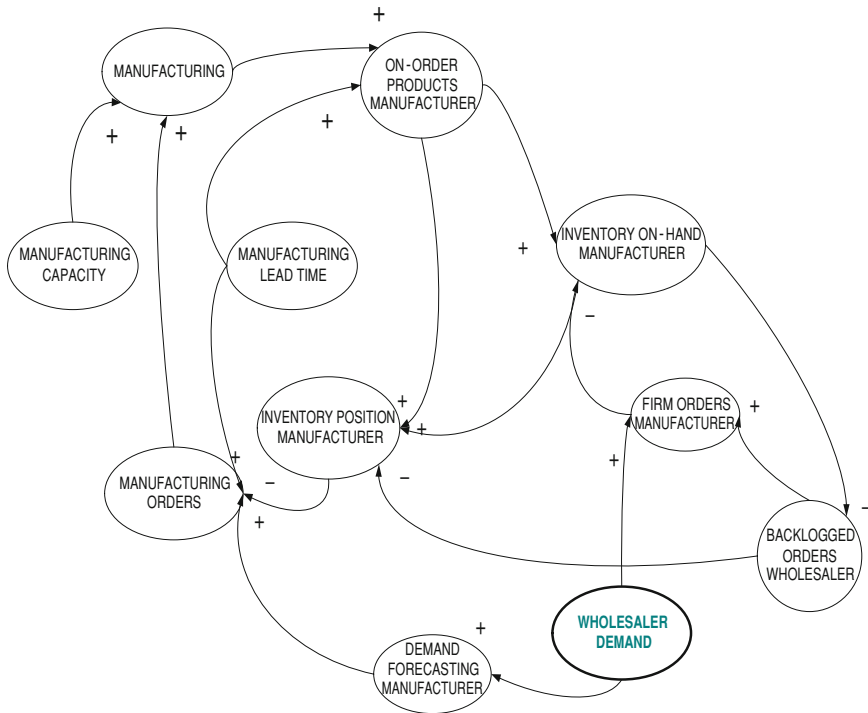 +
MANUFACTURING
ON-ORDER
PRODUCTS
MANUFACTURER
+
+
+
MANUFACTURING
CAPACITY
MANUFACTURING
LEAD TIME
+
INVENTORY ON-HAND
MANUFACTURER
–
+
+
INVENTORY POSITION
MANUFACTURER
FIRM ORDERS
MANUFACTURER
+
+
+
–
–
MANUFACTURING
ORDERS
+
–
BACKLOGGED
ORDERS
WHOLESALER
WHOLESALER
DEMAND
+
DEMAND
FORECASTING
MANUFACTURER